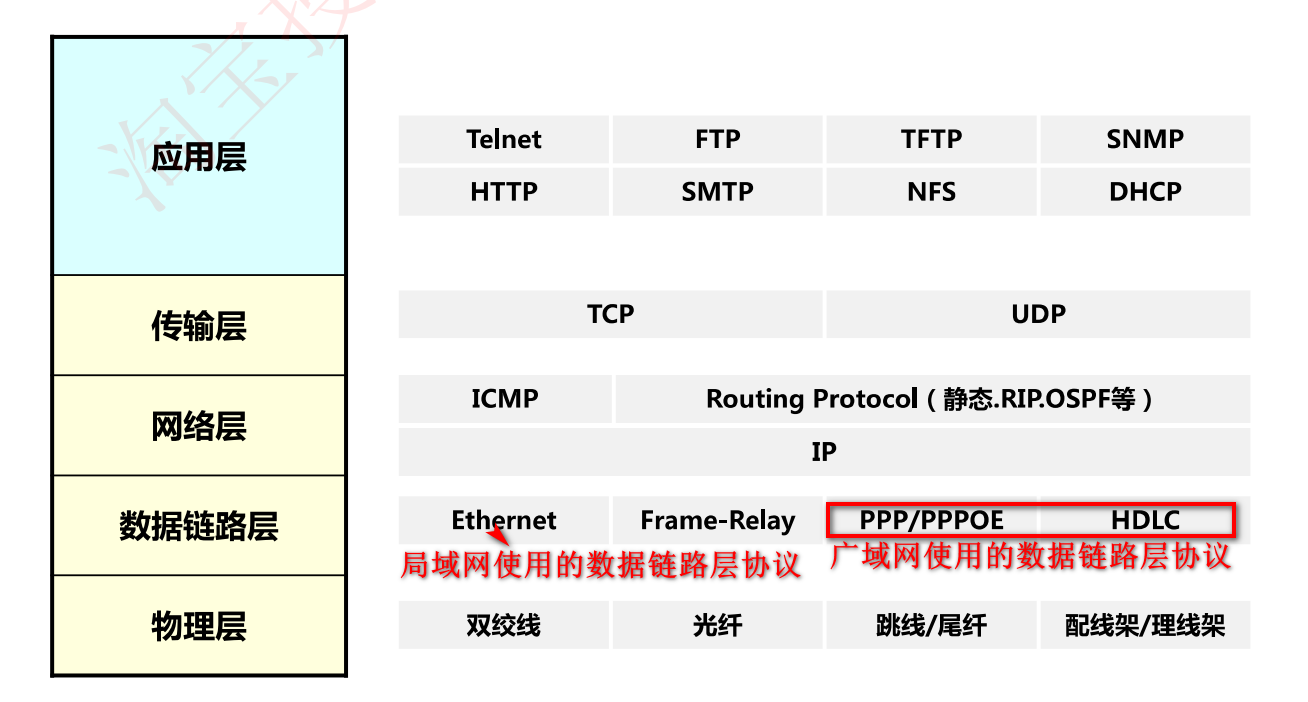 应用层
Telnet FTP TFTP SNMP
HTTP SMTP NFS DHCP
传输层
TCP UDP
网络层
ICMP Routing Protocol（静态.RIP.OSPF等）
IP
数据链路层
Ethernet Frame-Relay PPP/PPPOE HDLC
局域网使用的数据链路层协议 广域网使用的数据链路层协议
物理层
双绞线 光纤 跳线/尾纤 配线架/理线架
淘宝